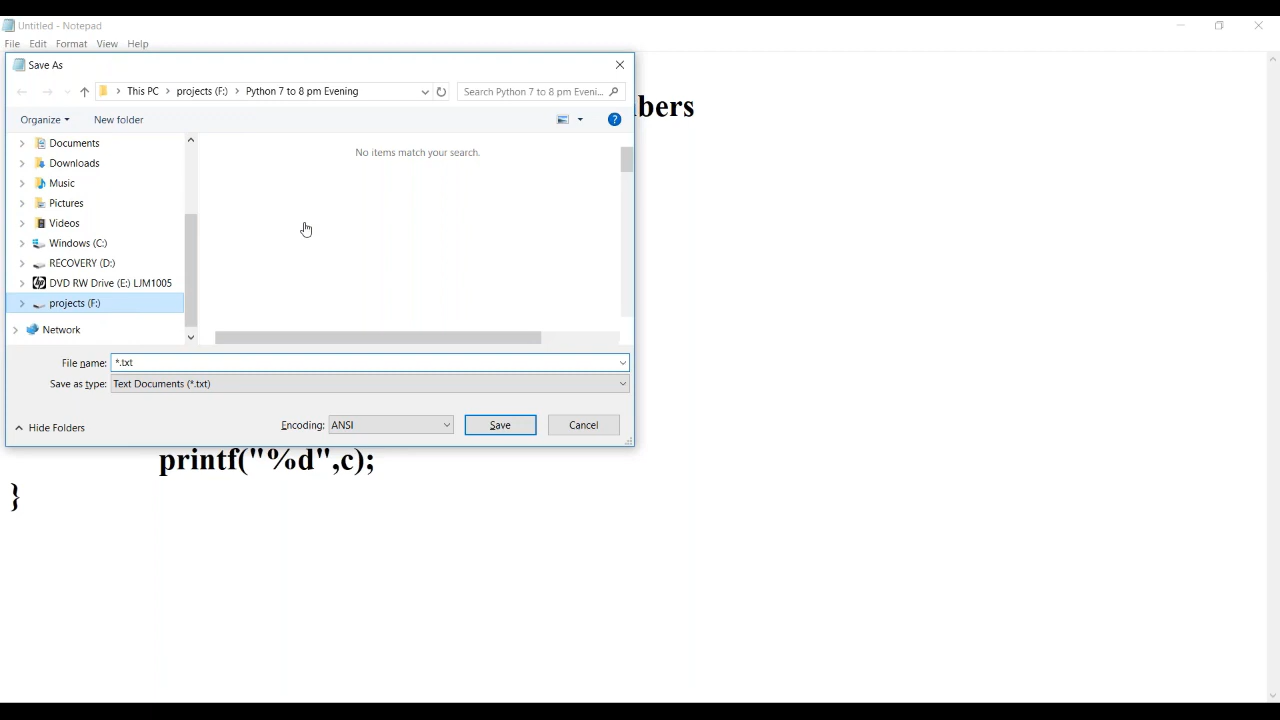 Untitled - Notepad
File Edit Format View Help
Save As
This PC > projects (F:) > Python 7 to 8 pm Evening
Search Python 7 to 8 pm Eveni...
Organize New folder
Documents
Downloads
Music
Pictures
Videos
Windows (C:)
RECOVERY (D:)
DVD RW Drive (E:) LJM1005
projects (F:)
Network
No items match your search.
File name: *.txt
Save as type: Text Documents (*.txt)
Hide Folders
Encoding: ANSI
Save
Cancel
bers
printf("%d",c);
}